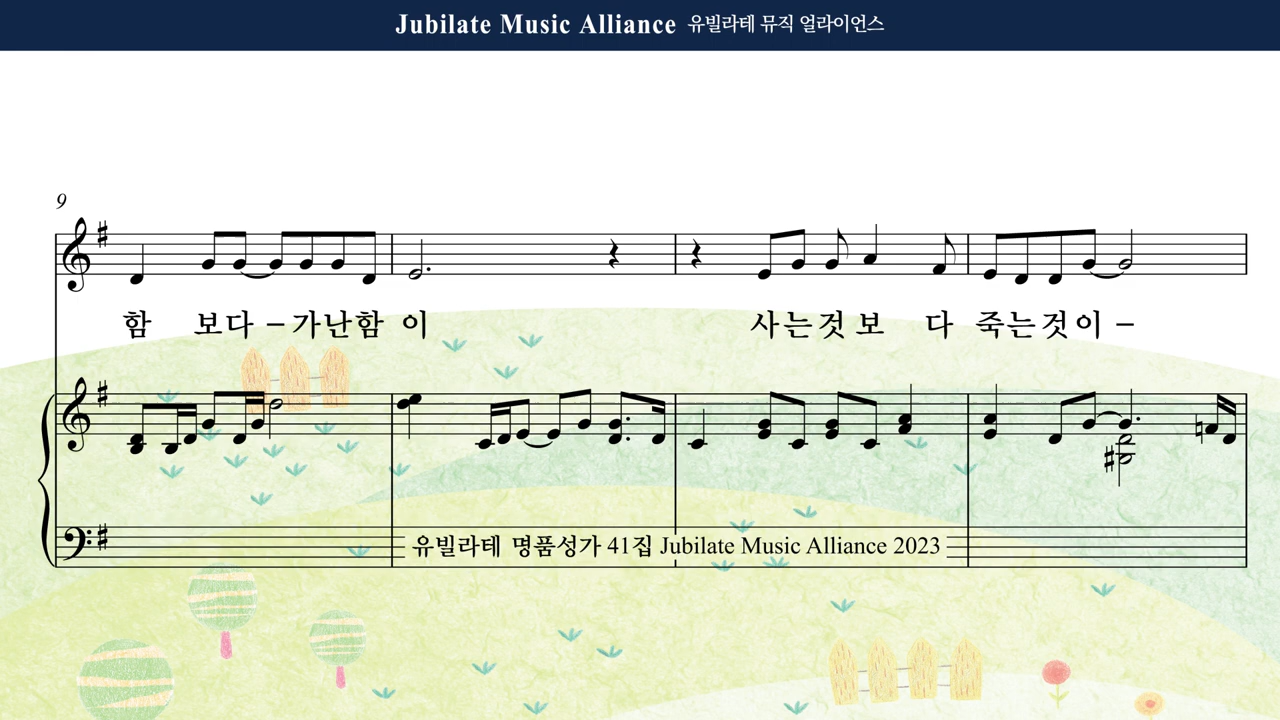 Jubilate Music Alliance 유빌라테 뮤직 얼라이언스
9
함 보다 - 가난함 이 사는것 보 다 죽는것이 -
유빌라테 명품성가 41집 Jubilate Music Alliance 2023